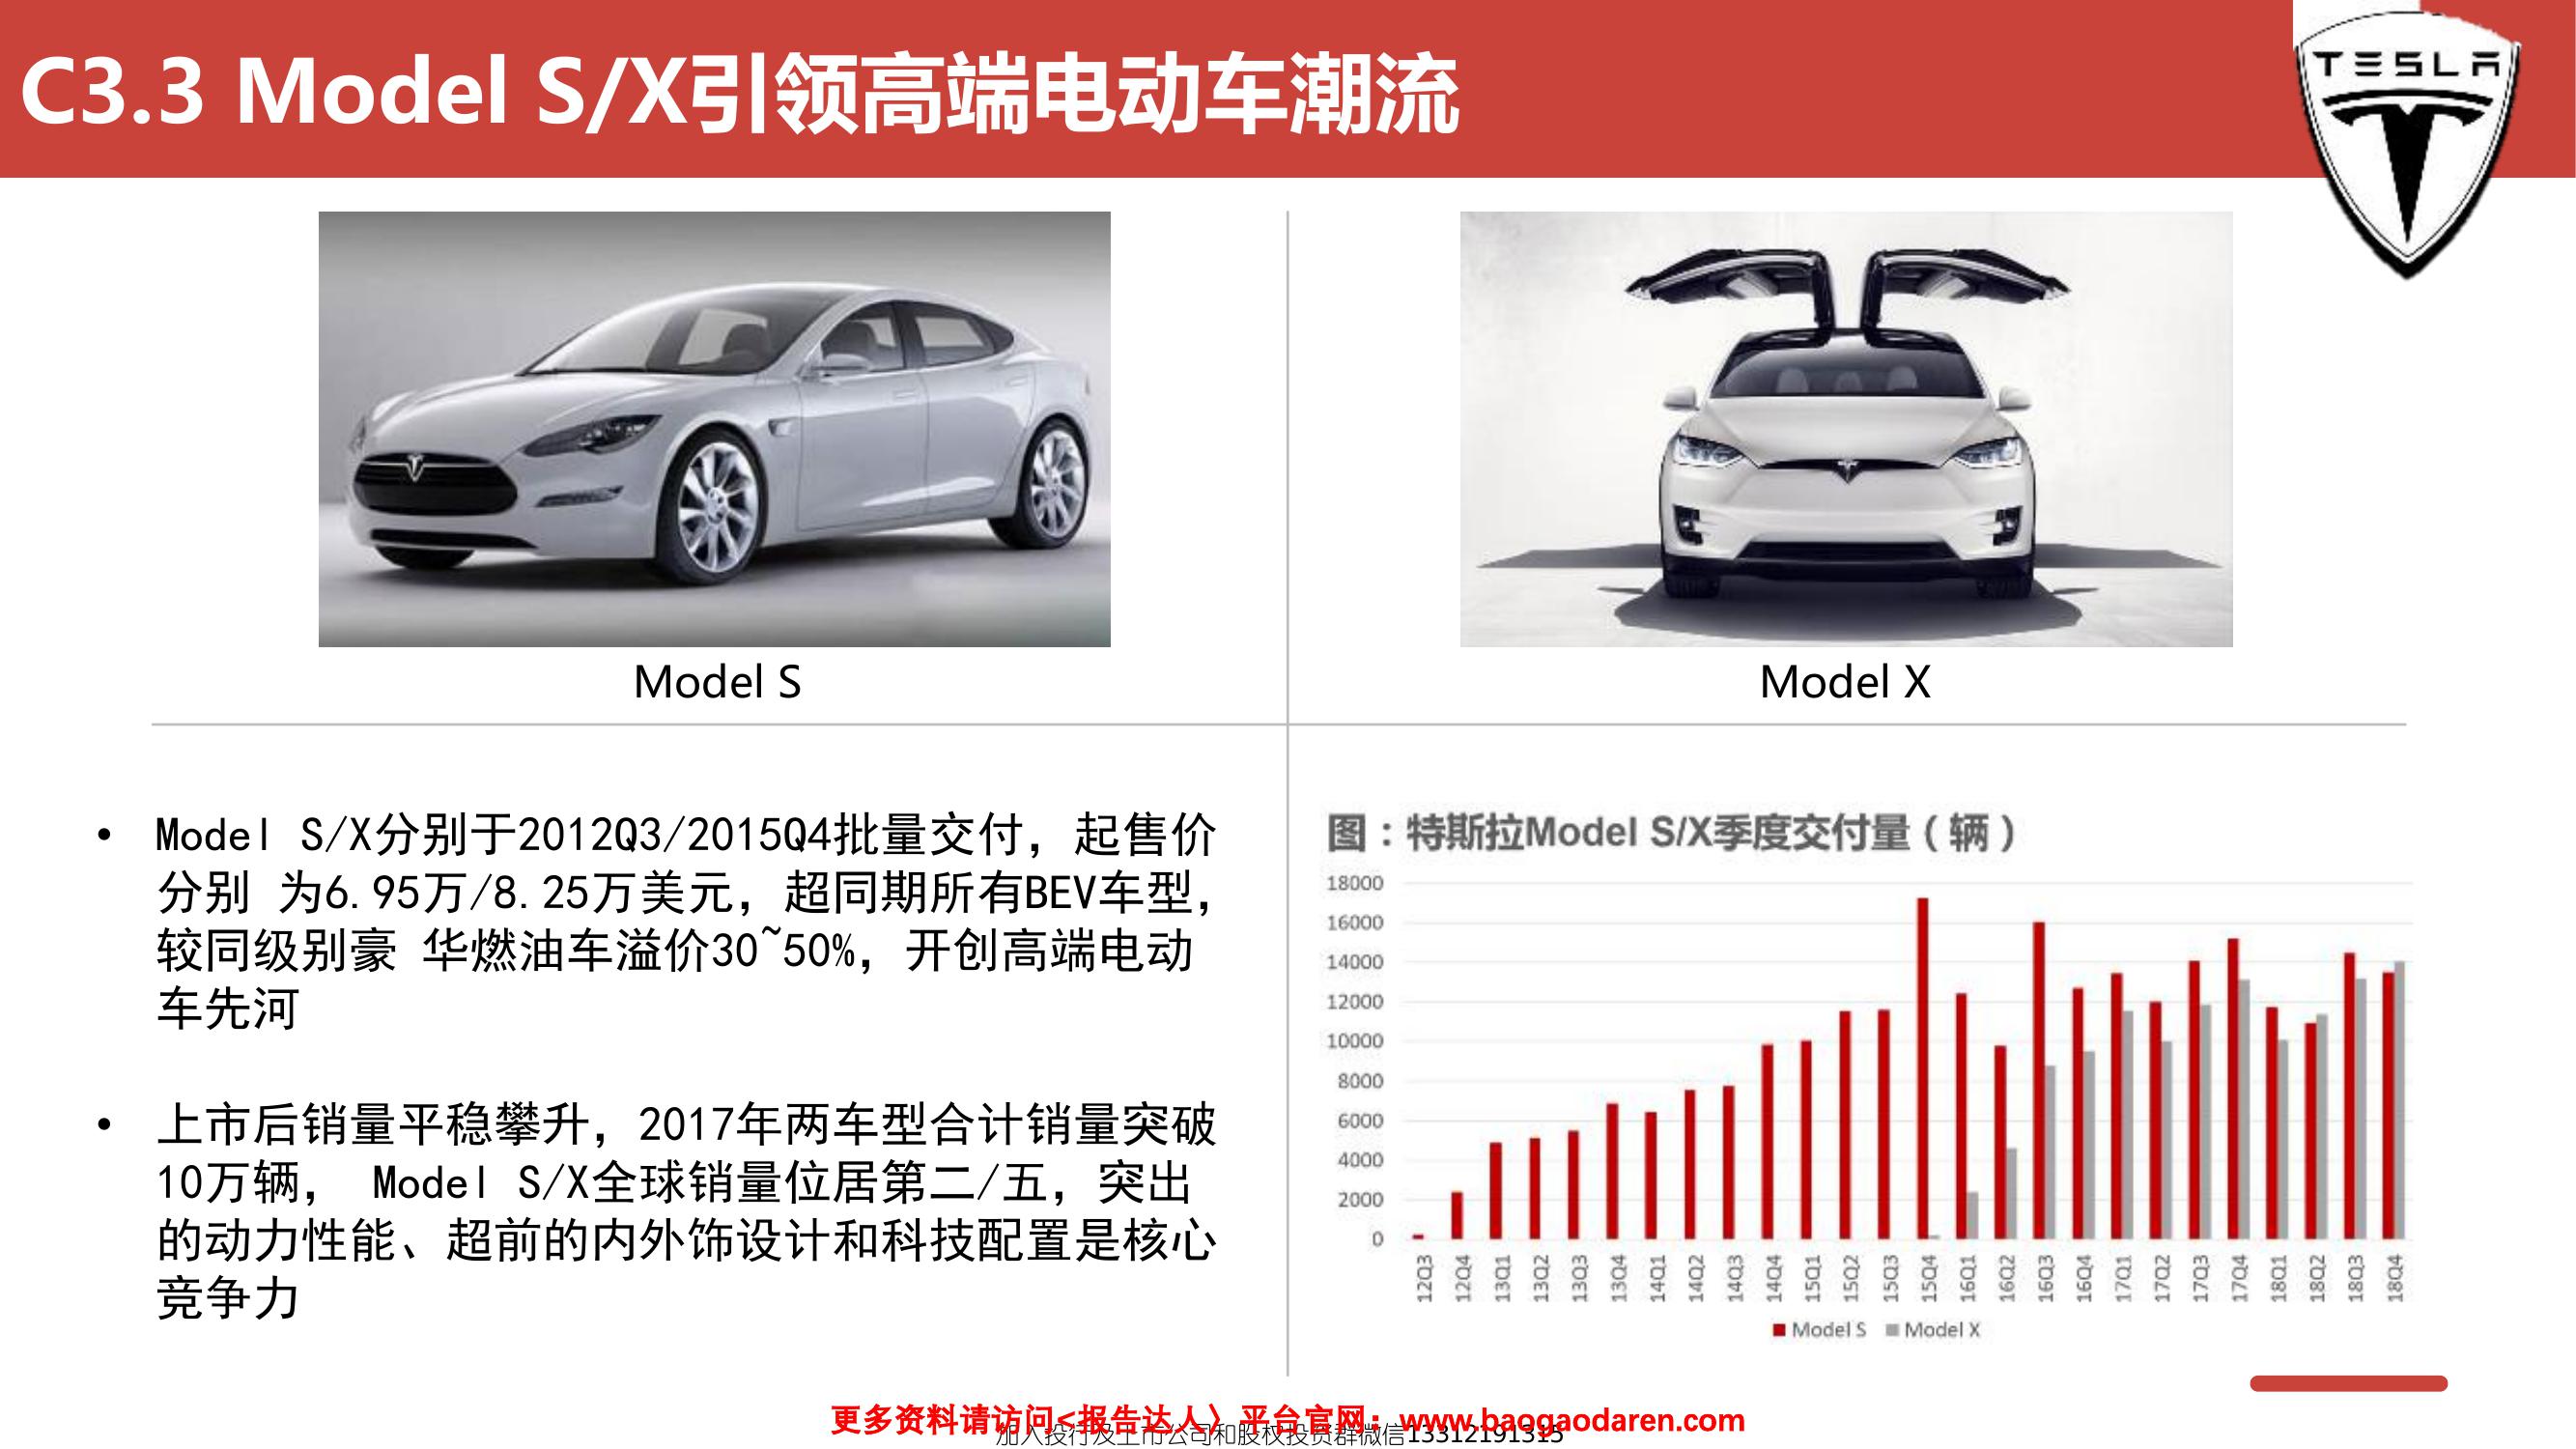 C3.3 Model S/X引领高端电动车潮流
TESLA
Model S
Model X
• Model S/X分别于2012Q3/2015Q4批量交付，起售价
分别 为6.95万/8.25万美元，超同期所有BEV车型，
较同级别豪 华燃油车溢价30~50%，开创高端电动
车先河
• 上市后销量平稳攀升，2017年两车型合计销量突破
10万辆， Model S/X全球销量位居第二/五，突出
的动力性能、超前的内外饰设计和科技配置是核心
竞争力
图：特斯拉Model S/X季度交付量（辆）
18000
16000
14000
12000
10000
8000
6000
4000
2000
0
12Q3 12Q4 13Q1 13Q2 13Q3 13Q4 14Q1 14Q2 14Q3 14Q4 15Q1 15Q2 15Q3 15Q4 16Q1 16Q2 16Q3 16Q4 17Q1 17Q2 17Q3 17Q4 18Q1 18Q2 18Q3 18Q4
Model S Model X
更多资料请访问<报告达人〉平台官网：www.baogaodaren.com
加入投行及上市公司和股权投资群微信13312191315